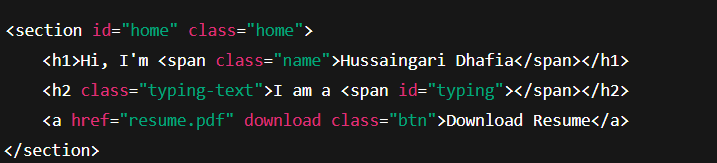 <section id="home" class="home">
    <h1>Hi, I'm <span class="name">Hussaingari Dhafia</span></h1>
    <h2 class="typing-text">I am a <span id="typing"></span></h2>
    <a href="resume.pdf" download class="btn">Download Resume</a>
</section>